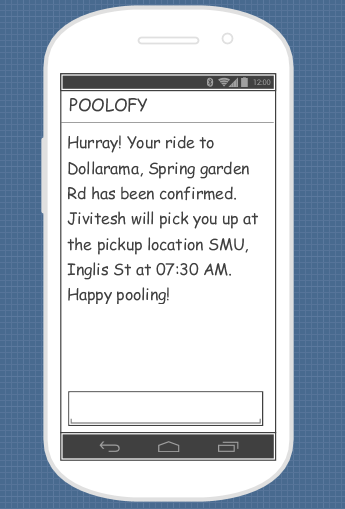 12:00
POOLOFY
Hurray! Your ride to
Dollarama, Spring garden
Rd has been confirmed.
Jivitesh will pick you up at
the pickup location SMU,
Inglis St at 07:30 AM.
Happy pooling!